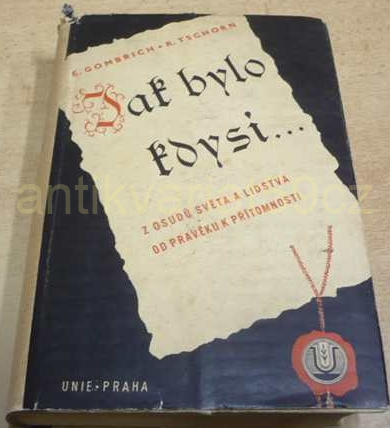 E. GOMBRICH • R. TSCHORN
Jak bylo
kdysi...
Z OSUDŮ SVĚTA A LIDSTVA
OD PRAVĚKU K PŘÍTOMNOSTI
U
UNIE • PRAHA